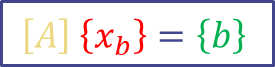 [A] {x_b} = {b}